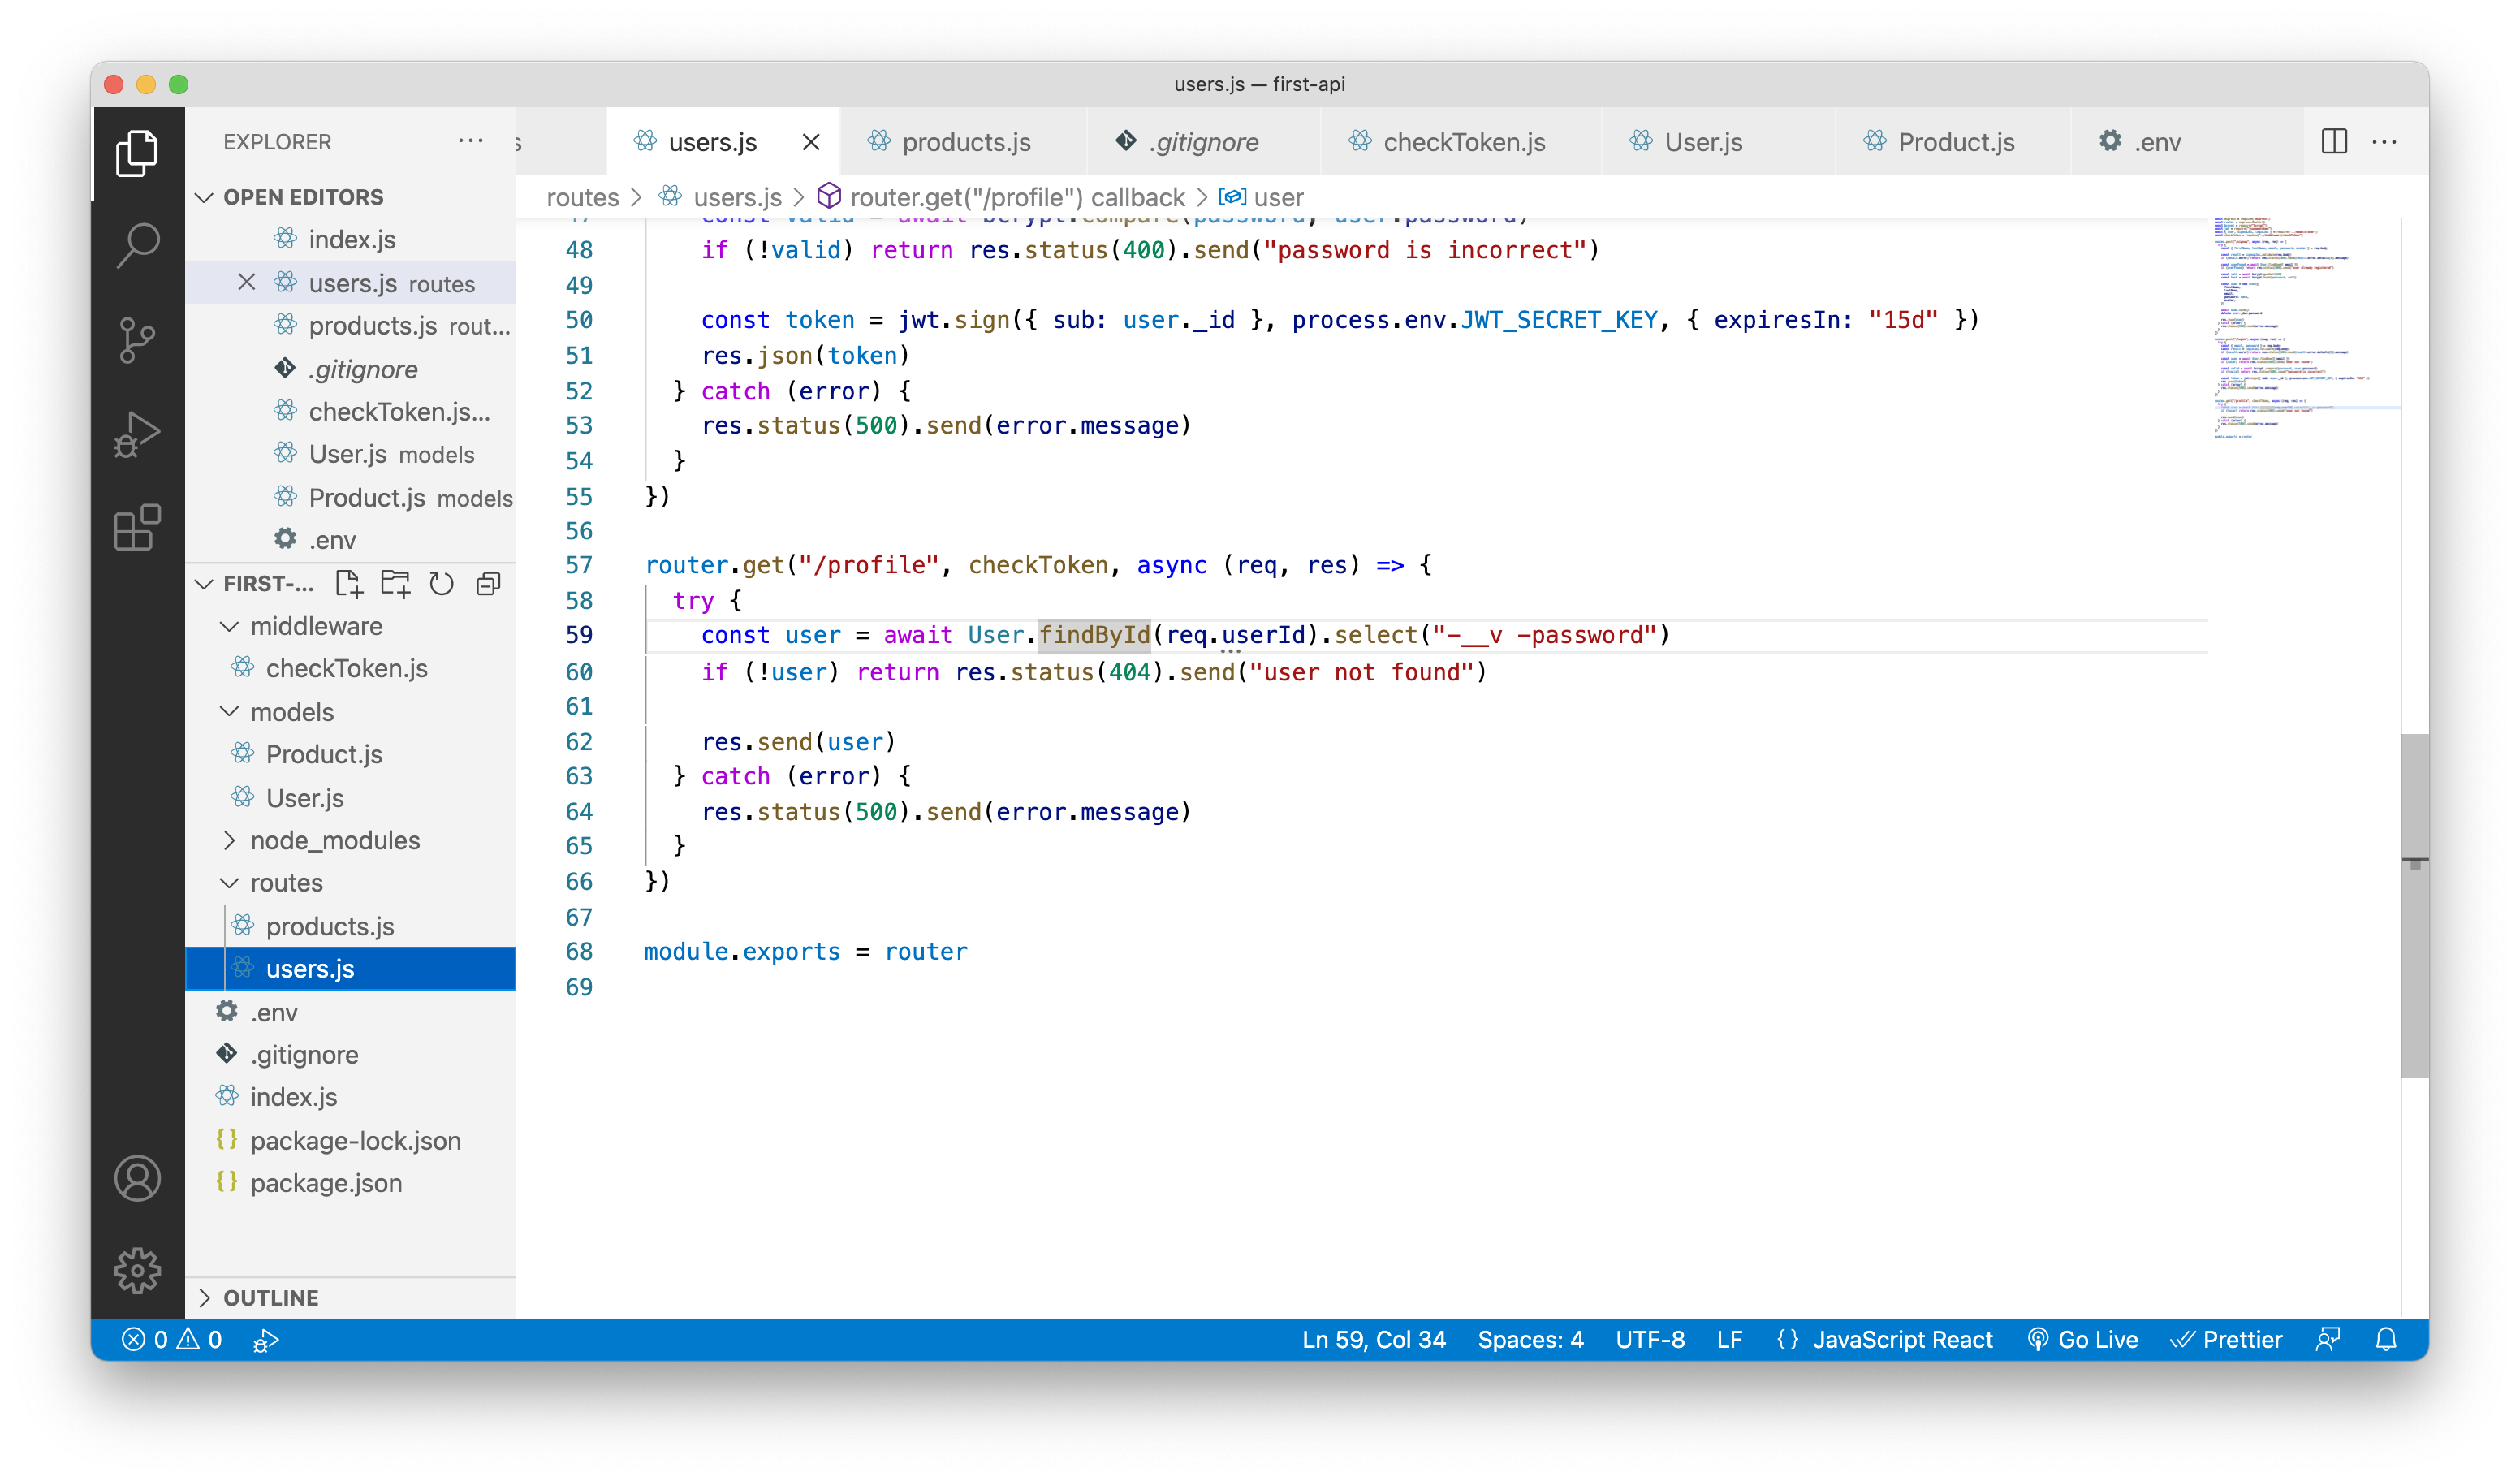 users.js — first-api
EXPLORER
s
users.js
products.js
.gitignore
checkToken.js
User.js
Product.js
.env
OPEN EDITORS
index.js
users.js routes
products.js rout...
.gitignore
checkToken.js...
User.js models
Product.js models
.env
FIRST-...
middleware
checkToken.js
models
Product.js
User.js
node_modules
routes
products.js
users.js
.env
.gitignore
index.js
package-lock.json
package.json
OUTLINE
routes > users.js > router.get("/profile") callback > user
47 const valid = await bcrypt.compare(password, user.password)
48 if (!valid) return res.status(400).send("password is incorrect")
49
50 const token = jwt.sign({ sub: user._id }, process.env.JWT_SECRET_KEY, { expiresIn: "15d" })
51 res.json(token)
52 } catch (error) {
53 res.status(500).send(error.message)
54 }
55 })
56
57 router.get("/profile", checkToken, async (req, res) => {
58 try {
59 const user = await User.findById(req.userId).select("-__v -password")
60 if (!user) return res.status(404).send("user not found")
61
62 res.send(user)
63 } catch (error) {
64 res.status(500).send(error.message)
65 }
66 })
67
68 module.exports = router
69
0 0
Ln 59, Col 34
Spaces: 4
UTF-8
LF
{} JavaScript React
Go Live
Prettier